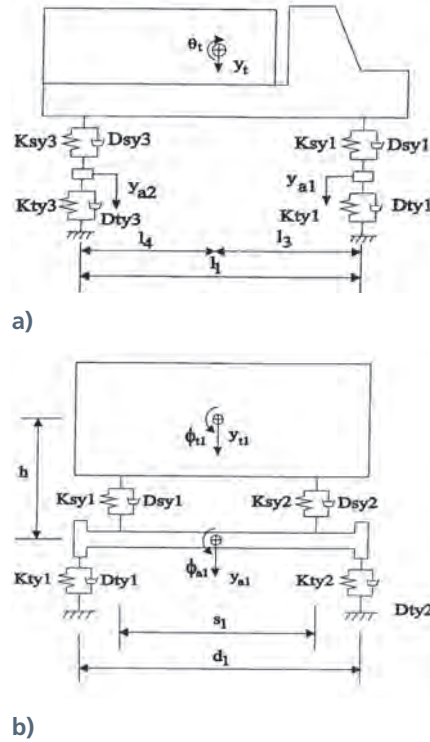 θt
yt
Ksy3 Dsy3
Ksy1 Dsy1
ya2
ya1
Kty3
Dty3
Kty1
Dty1
l4
l3
l1
a)
ϕt1
yt1
h
Ksy1 Dsy1
Ksy2 Dsy2
ϕa1
ya1
Kty1 Dty1
Kty2
Dty2
s1
d1
b)